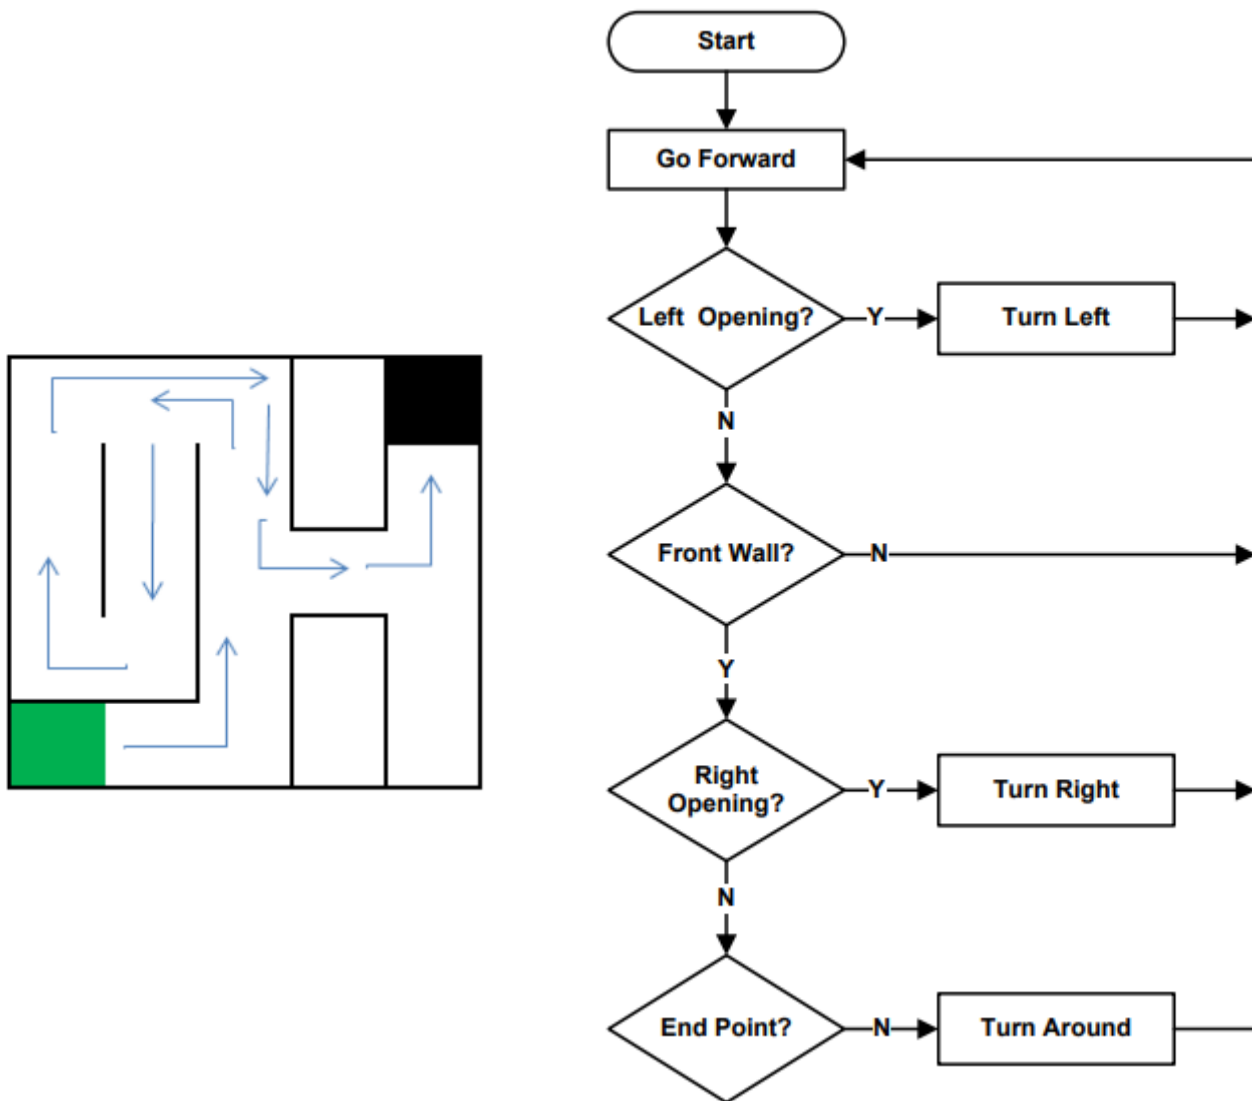 Start
Go Forward
Left Opening?
Y
Turn Left
N
Front Wall?
N
Y
Right
Opening?
Y
Turn Right
N
End Point?
N
Turn Around